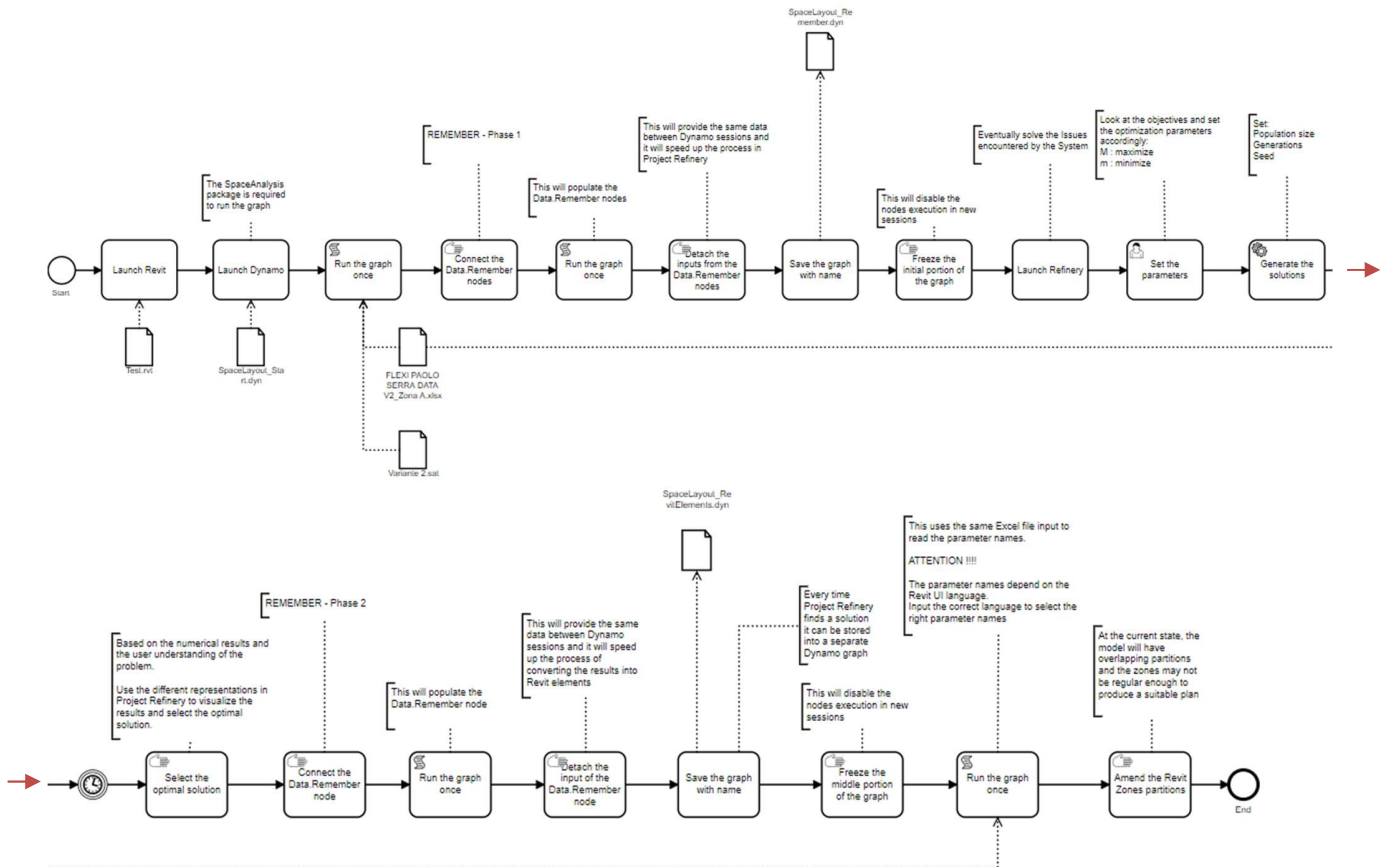 SpaceLayout_Re
member.dyn
REMEMBER - Phase 1
This will provide the same data
between Dynamo sessions and
it will speed up the process in
Project Refinery
Eventually solve the Issues
encountered by the System
Look at the objectives and set
the optimization parameters
accordingly:
M : maximize
m : minimize
Set:
Population size
Generations
Seed
The SpaceAnalysis
package is required
to run the graph
This will populate the
Data.Remember nodes
This will disable the
nodes execution in new
sessions
Start
Launch Revit
Launch Dynamo
Run the graph
once
Connect the
Data.Remember
nodes
Run the graph
once
Detach the
inputs from the
Data.Remember
nodes
Save the graph
with name
Freeze the
initial portion of
the graph
Launch Refinery
Set the
parameters
Generate the
solutions
Test.rvt
SpaceLayout_Sta
rt.dyn
FLEXI PAOLO
SERRA DATA
V2_Zona A.xlsx
Variante 2.sat
SpaceLayout_Re
vitElements.dyn
Based on the numerical results and
the user understanding of the
problem.
Use the different representations in
Project Refinery to visualize the
results and select the optimal
solution.
REMEMBER - Phase 2
This will populate the
Data.Remember node
This will provide the same
data between Dynamo
sessions and it will speed
up the process of
converting the results into
Revit elements
Every time
Project Refinery
finds a solution
it can be stored
into a separate
Dynamo graph
This will disable the
nodes execution in new
sessions
This uses the same Excel file input to
read the parameter names.
ATTENTION !!!!
The parameter names depend on the
Revit UI language.
Input the correct language to select the
right parameter names
At the current state, the
model will have
overlapping partitions
and the zones may not
be regular enough to
produce a suitable plan
Select the
optimal solution
Connect the
Data.Remember
node
Run the graph
once
Detach the
input of the
Data.Remember
node
Save the graph
with name
Freeze the
middle portion
of the graph
Run the graph
once
Amend the Revit
Zones partitions
End